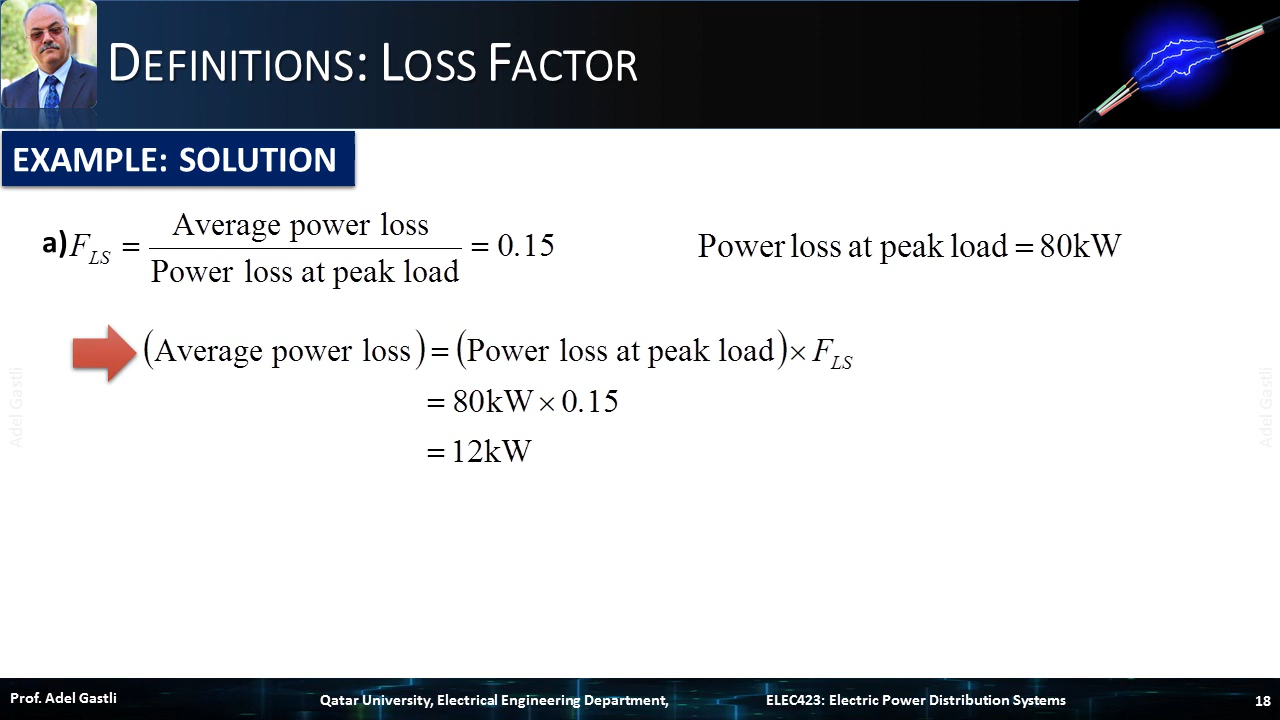 DEFINITIONS: LOSS FACTOR
EXAMPLE: SOLUTION
a) F_LS = Average power loss / Power loss at peak load = 0.15
Power loss at peak load = 80kW
(Average power loss) = (Power loss at peak load) × F_LS
= 80kW × 0.15
= 12kW
Adel Gastli
Adel Gastli
Prof. Adel Gastli
Qatar University, Electrical Engineering Department,
ELEC423: Electric Power Distribution Systems
18